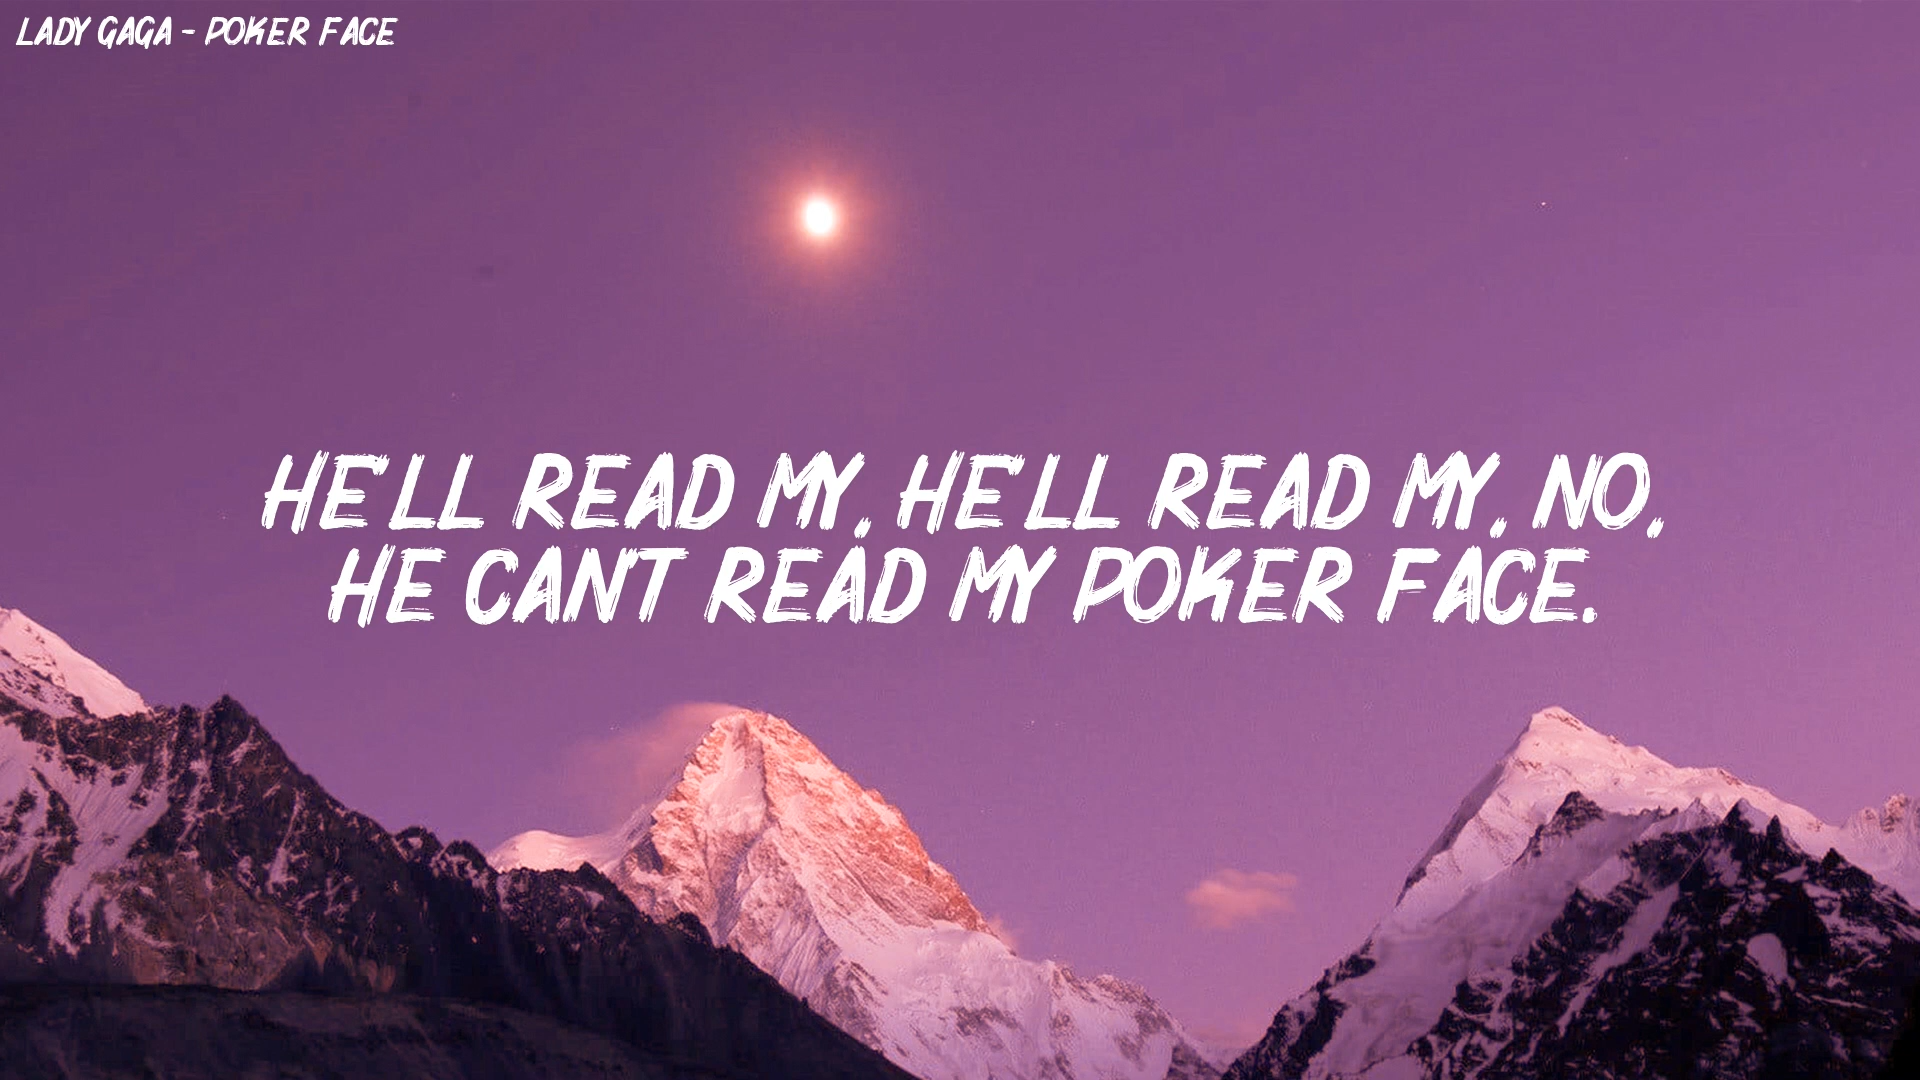 LADY GAGA - POKER FACE
HE'LL READ MY, HE'LL READ MY, NO,
HE CAN'T READ MY POKER FACE.